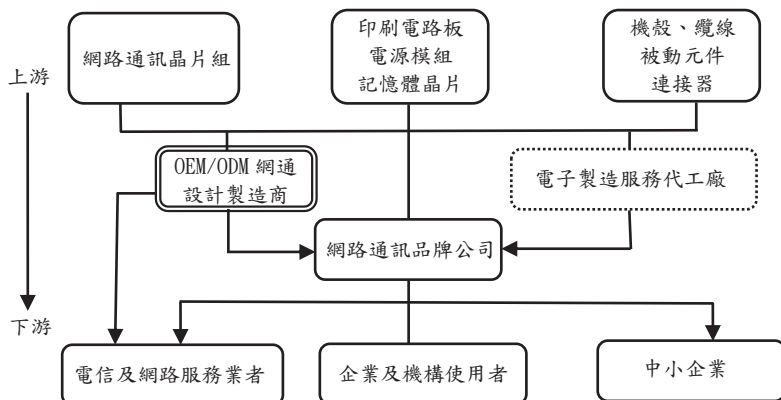 上游
網路通訊晶片組
印刷電路板
電源模組
記憶體晶片
機殼、纜線
被動元件
連接器
OEM/ODM 網通
設計製造商
電子製造服務代工廠
網路通訊品牌公司
下游
電信及網路服務業者
企業及機構使用者
中小企業